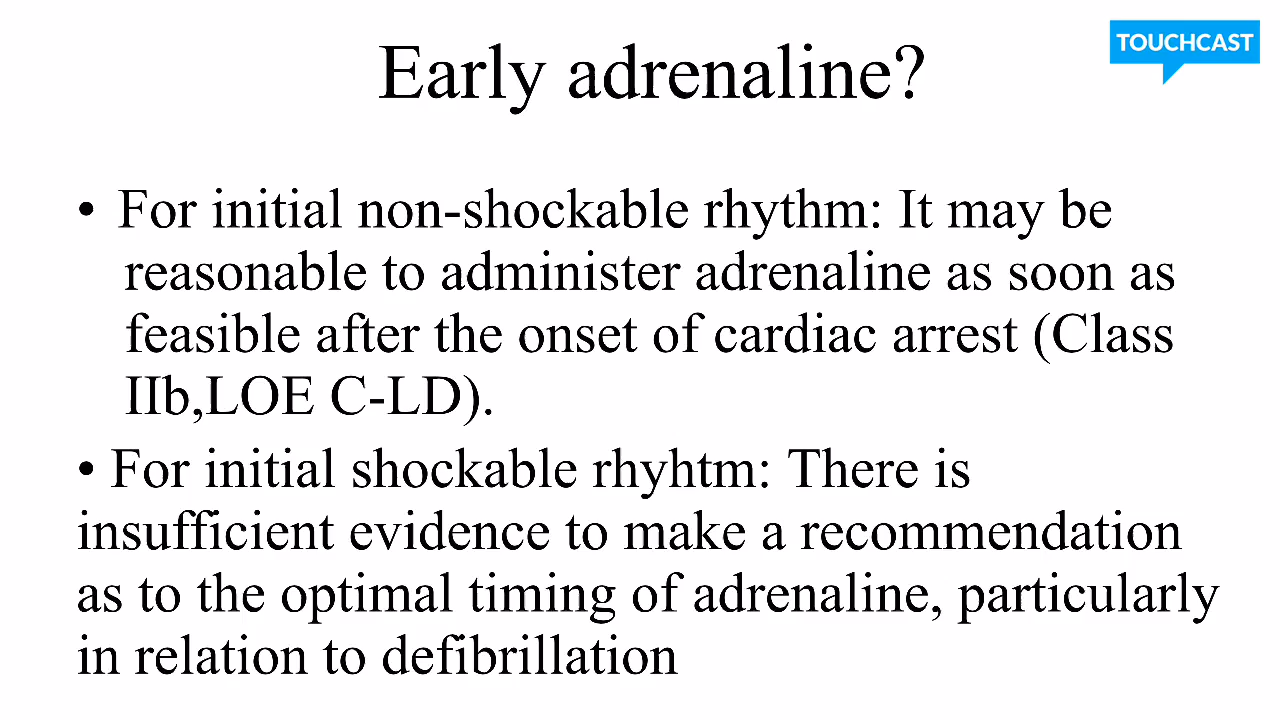 TOUCHCAST
Early adrenaline?
• For initial non-shockable rhythm: It may be
reasonable to administer adrenaline as soon as
feasible after the onset of cardiac arrest (Class
IIb,LOE C-LD).
• For initial shockable rhyhtm: There is
insufficient evidence to make a recommendation
as to the optimal timing of adrenaline, particularly
in relation to defibrillation